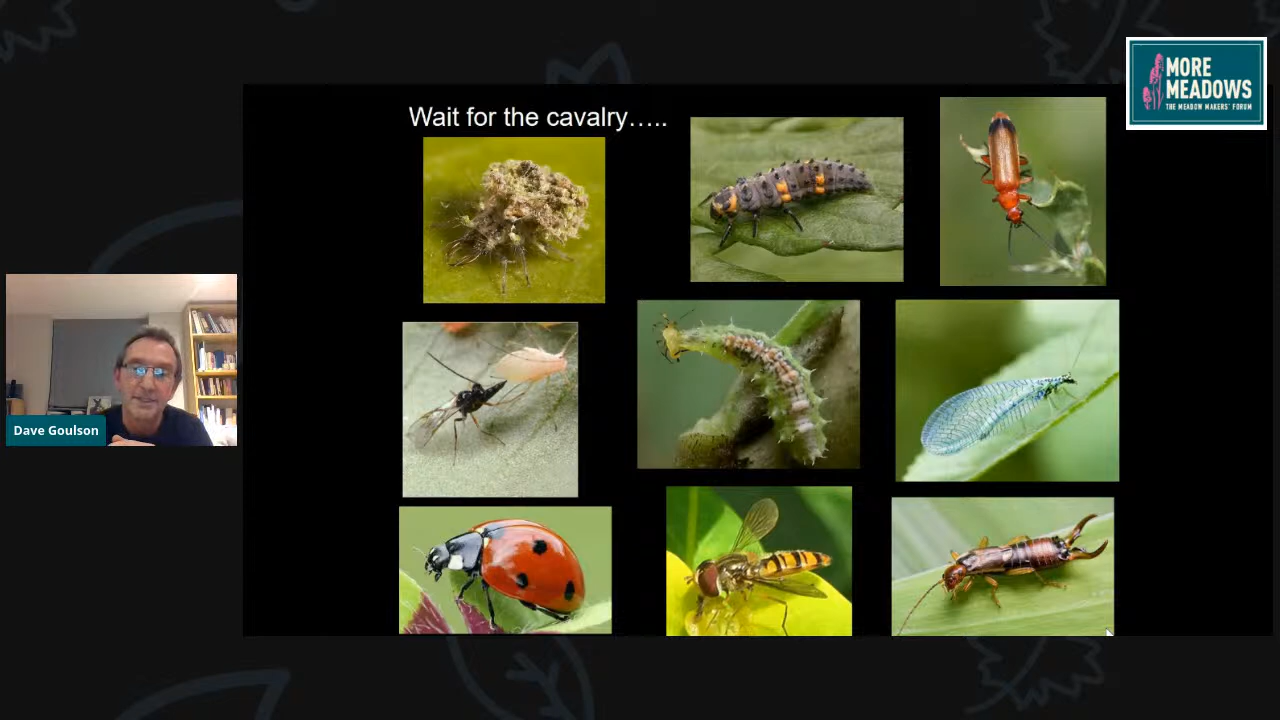 Wait for the cavalry.....
MORE
MEADOWS
THE MEADOW MAKERS' FORUM
Dave Goulson